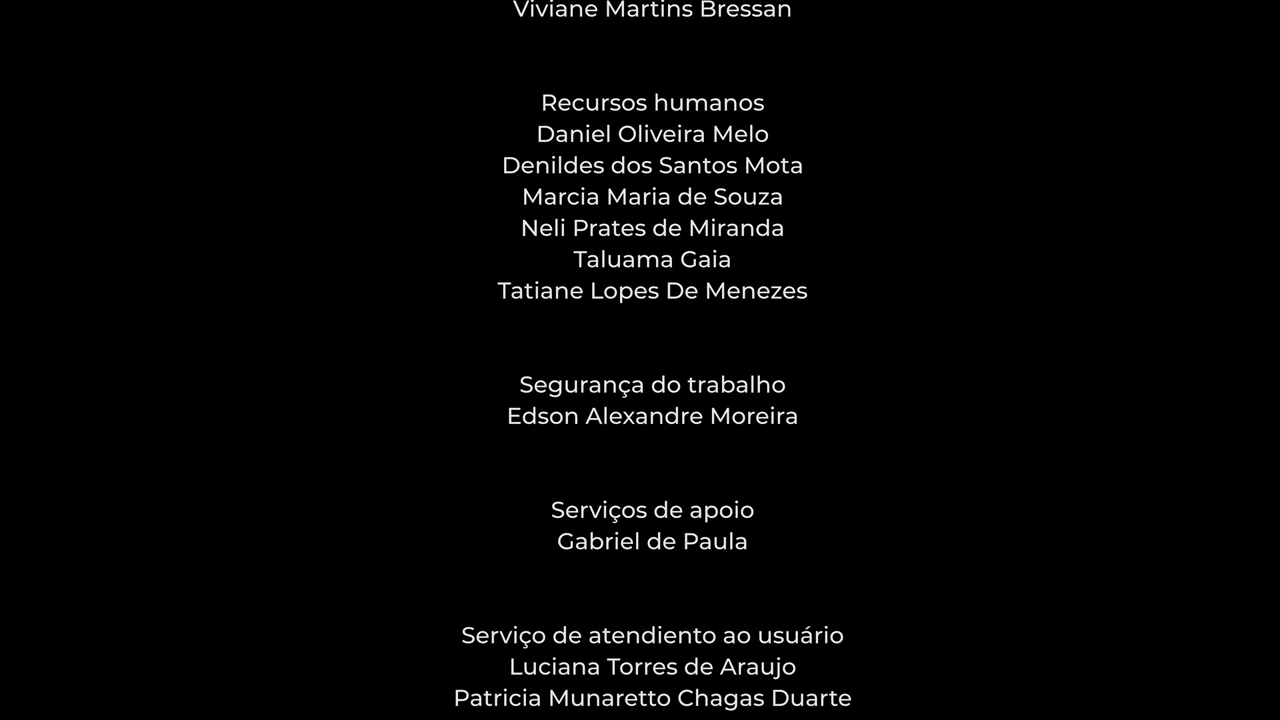 Viviane Martins Bressan
Recursos humanos
Daniel Oliveira Melo
Denildes dos Santos Mota
Marcia Maria de Souza
Neli Prates de Miranda
Taluama Gaia
Tatiane Lopes De Menezes
Segurança do trabalho
Edson Alexandre Moreira
Serviços de apoio
Gabriel de Paula
Serviço de atendiento ao usuário
Luciana Torres de Araujo
Patricia Munaretto Chagas Duarte